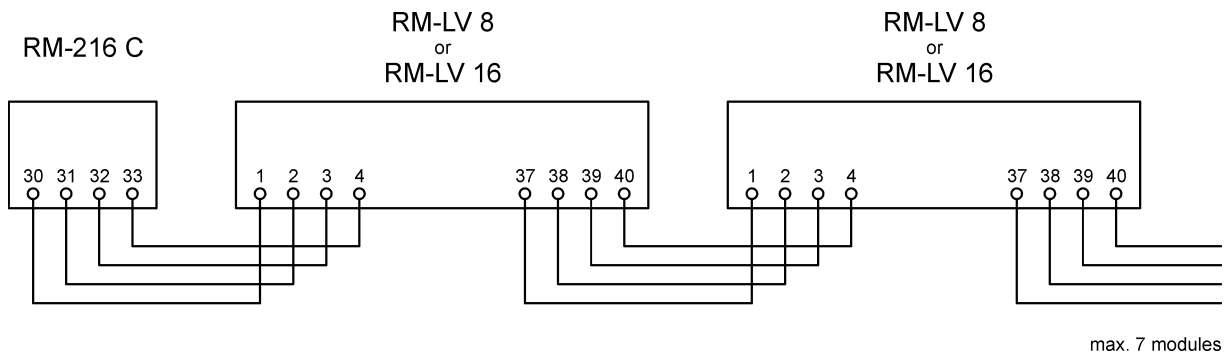 RM-216 C
RM-LV 8
or
RM-LV 16
RM-LV 8
or
RM-LV 16
30 31 32 33
1 2 3 4
37 38 39 40
1 2 3 4
37 38 39 40
max. 7 modules